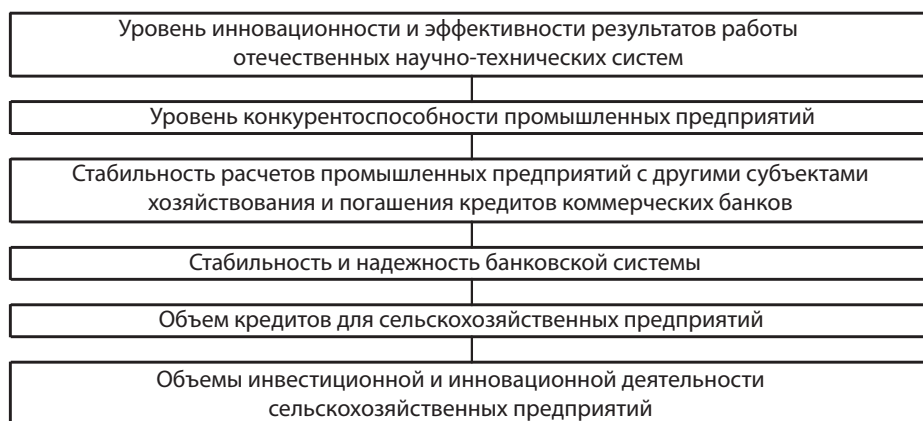 Уровень инновационности и эффективности результатов работы
отечественных научно-технических систем
Уровень конкурентоспособности промышленных предприятий
Стабильность расчетов промышленных предприятий с другими субъектами
хозяйствования и погашения кредитов коммерческих банков
Стабильность и надежность банковской системы
Объем кредитов для сельскохозяйственных предприятий
Объемы инвестиционной и инновационной деятельности
сельскохозяйственных предприятий